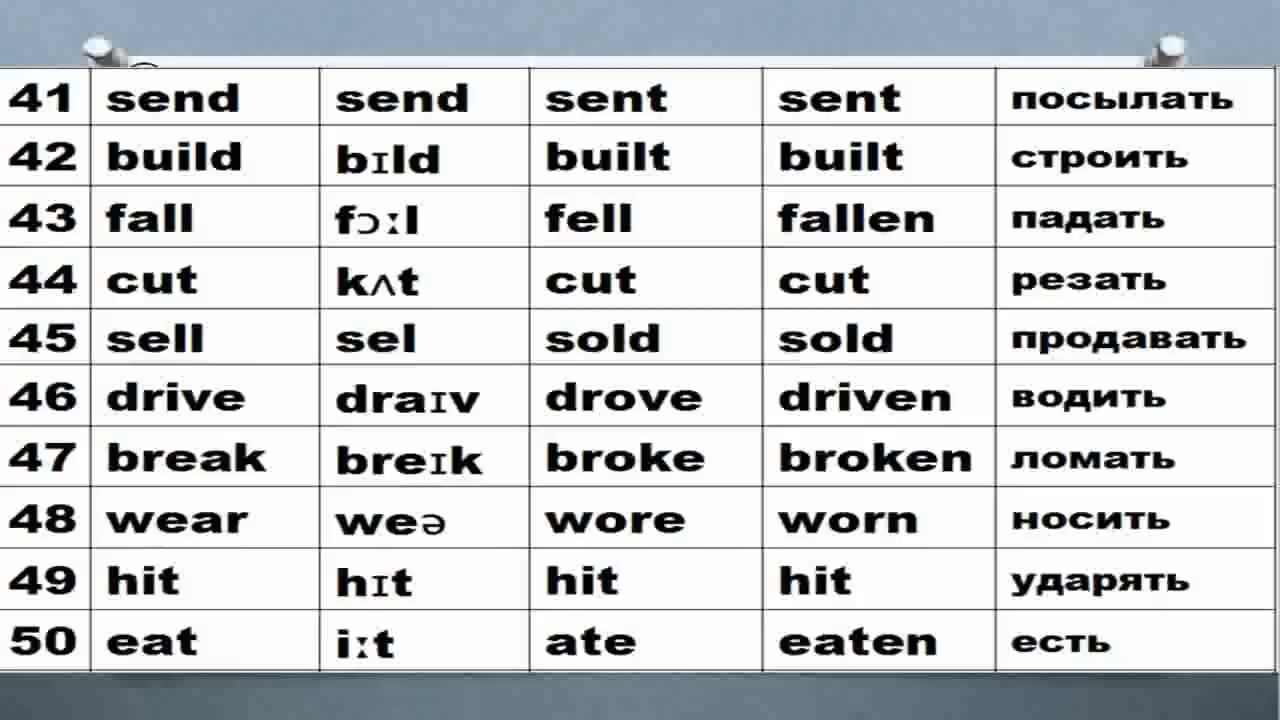 41 send send sent sent посылать
42 build bɪld built built строить
43 fall fɔːl fell fallen падать
44 cut kʌt cut cut резать
45 sell sel sold sold продавать
46 drive draɪv drove driven водить
47 break breɪk broke broken ломать
48 wear weə wore worn носить
49 hit hɪt hit hit ударять
50 eat iːt ate eaten есть